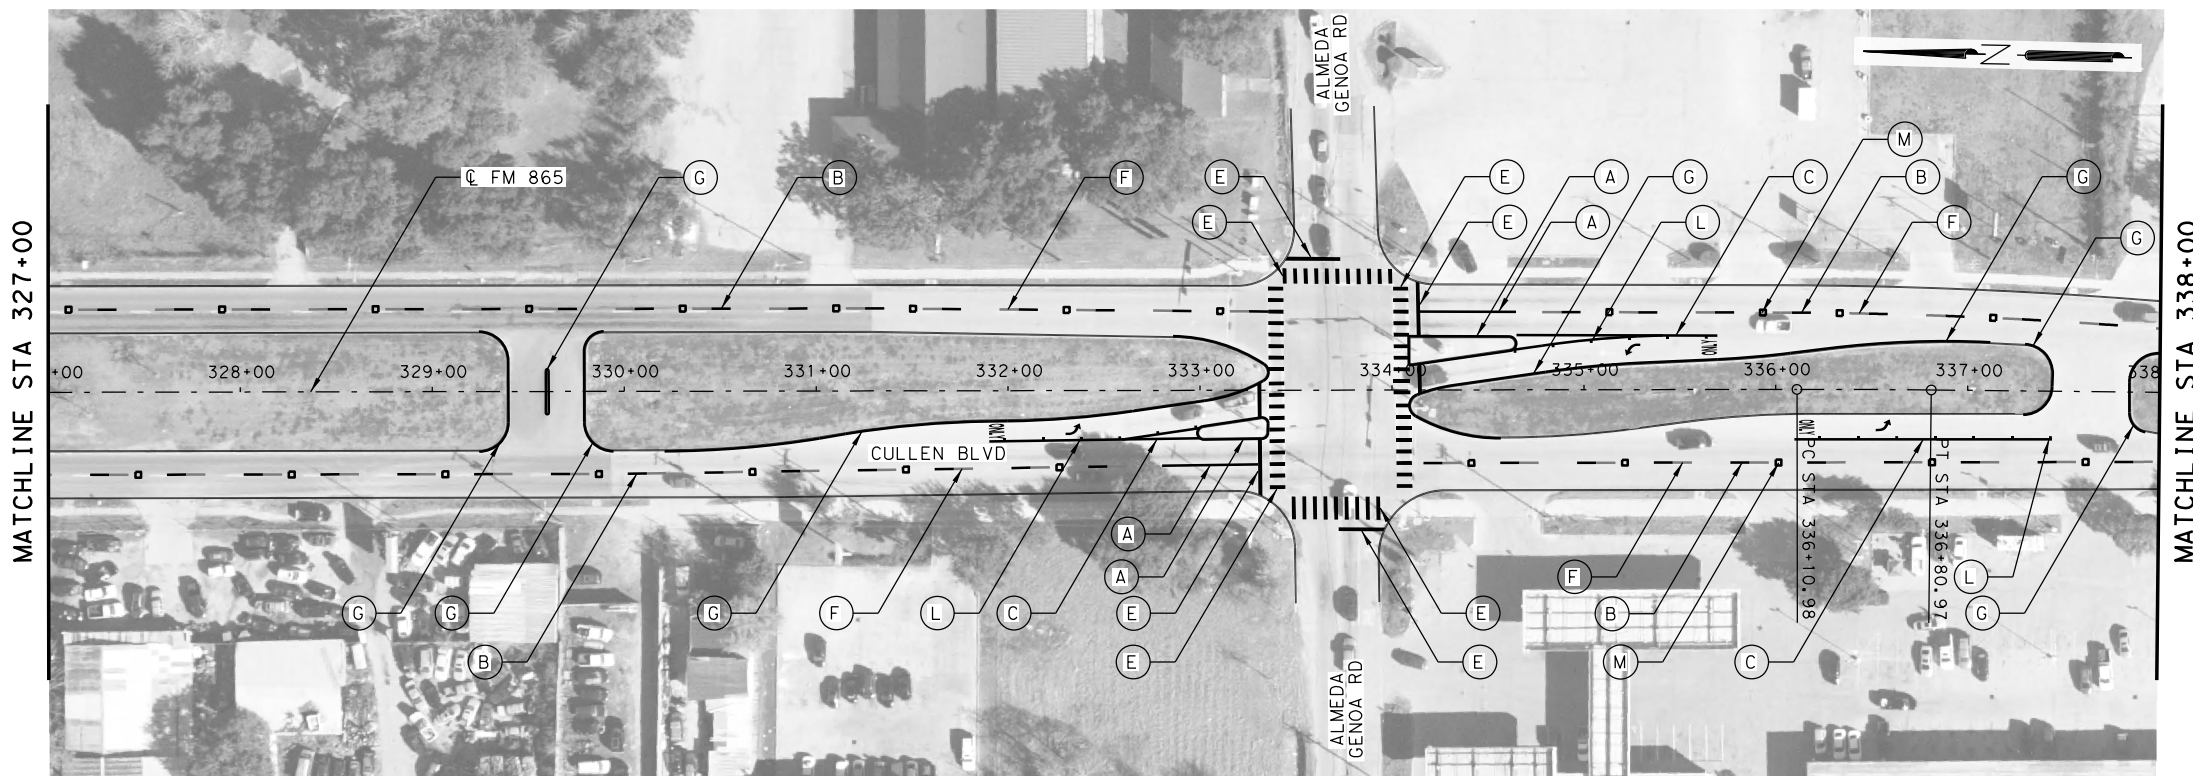 ALMEDA
GENOA RD
N
MATCHLINE STA 327+00
MATCHLINE STA 338+00
M
℄ FM 865
G
B
F
E
E
A
G
C
B
G
E
E
A
L
F
G
+00
328+00
329+00
330+00
331+00
332+00
333+00
334+00
335+00
336+00
337+00
338
ONLY
ONLY
ONLY
CULLEN BLVD
PC STA 336+10.98
PT STA 336+80.97
A
A
F
L
G
G
G
F
L
C
E
E
B
G
B
E
E
M
C
ALMEDA
GENOA RD